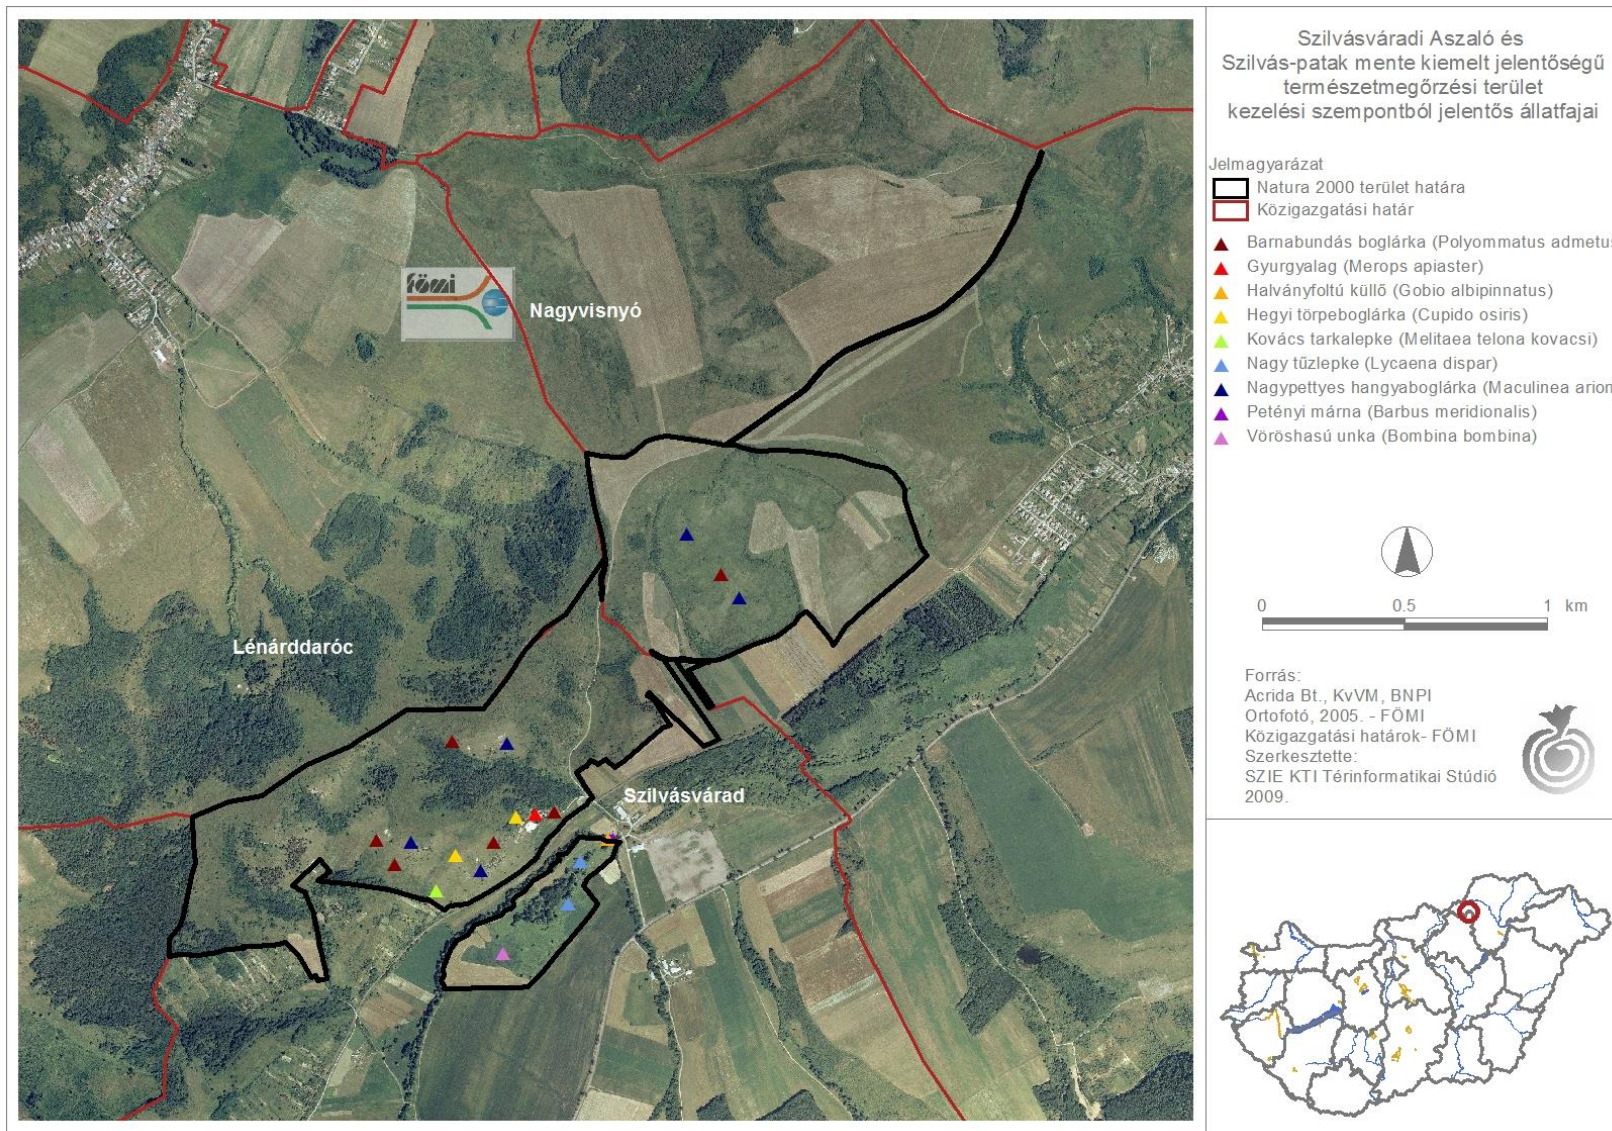 Szilvásváradi Aszaló és
Szilvás-patak mente kiemelt jelentőségű
természetmegőrzési terület
kezelési szempontból jelentős állatfajai
Jelmagyarázat
Natura 2000 terület határa
Közigazgatási határ
Barnabundás boglárka (Polyommatus admetus
Gyurgyalag (Merops apiaster)
Halványfoltú küllő (Gobio albipinnatus)
Hegyi törpeboglárka (Cupido osiris)
Kovács tarkalepke (Melitaea telona kovacsi)
Nagy tűzlepke (Lycaena dispar)
Nagypettyes hangyaboglárka (Maculinea arion
Petényi márna (Barbus meridionalis)
Vöröshasú unka (Bombina bombina)
0 0.5 1 km
Forrás:
Acrida Bt., KvVM, BNPI
Ortofotó, 2005. - FÖMI
Közigazgatási határok- FÖMI
Szerkesztette:
SZIE KTI Térinformatikai Stúdió
2009.
fömi
Nagyvisnyó
Lénárddaróc
Szilvásvárad